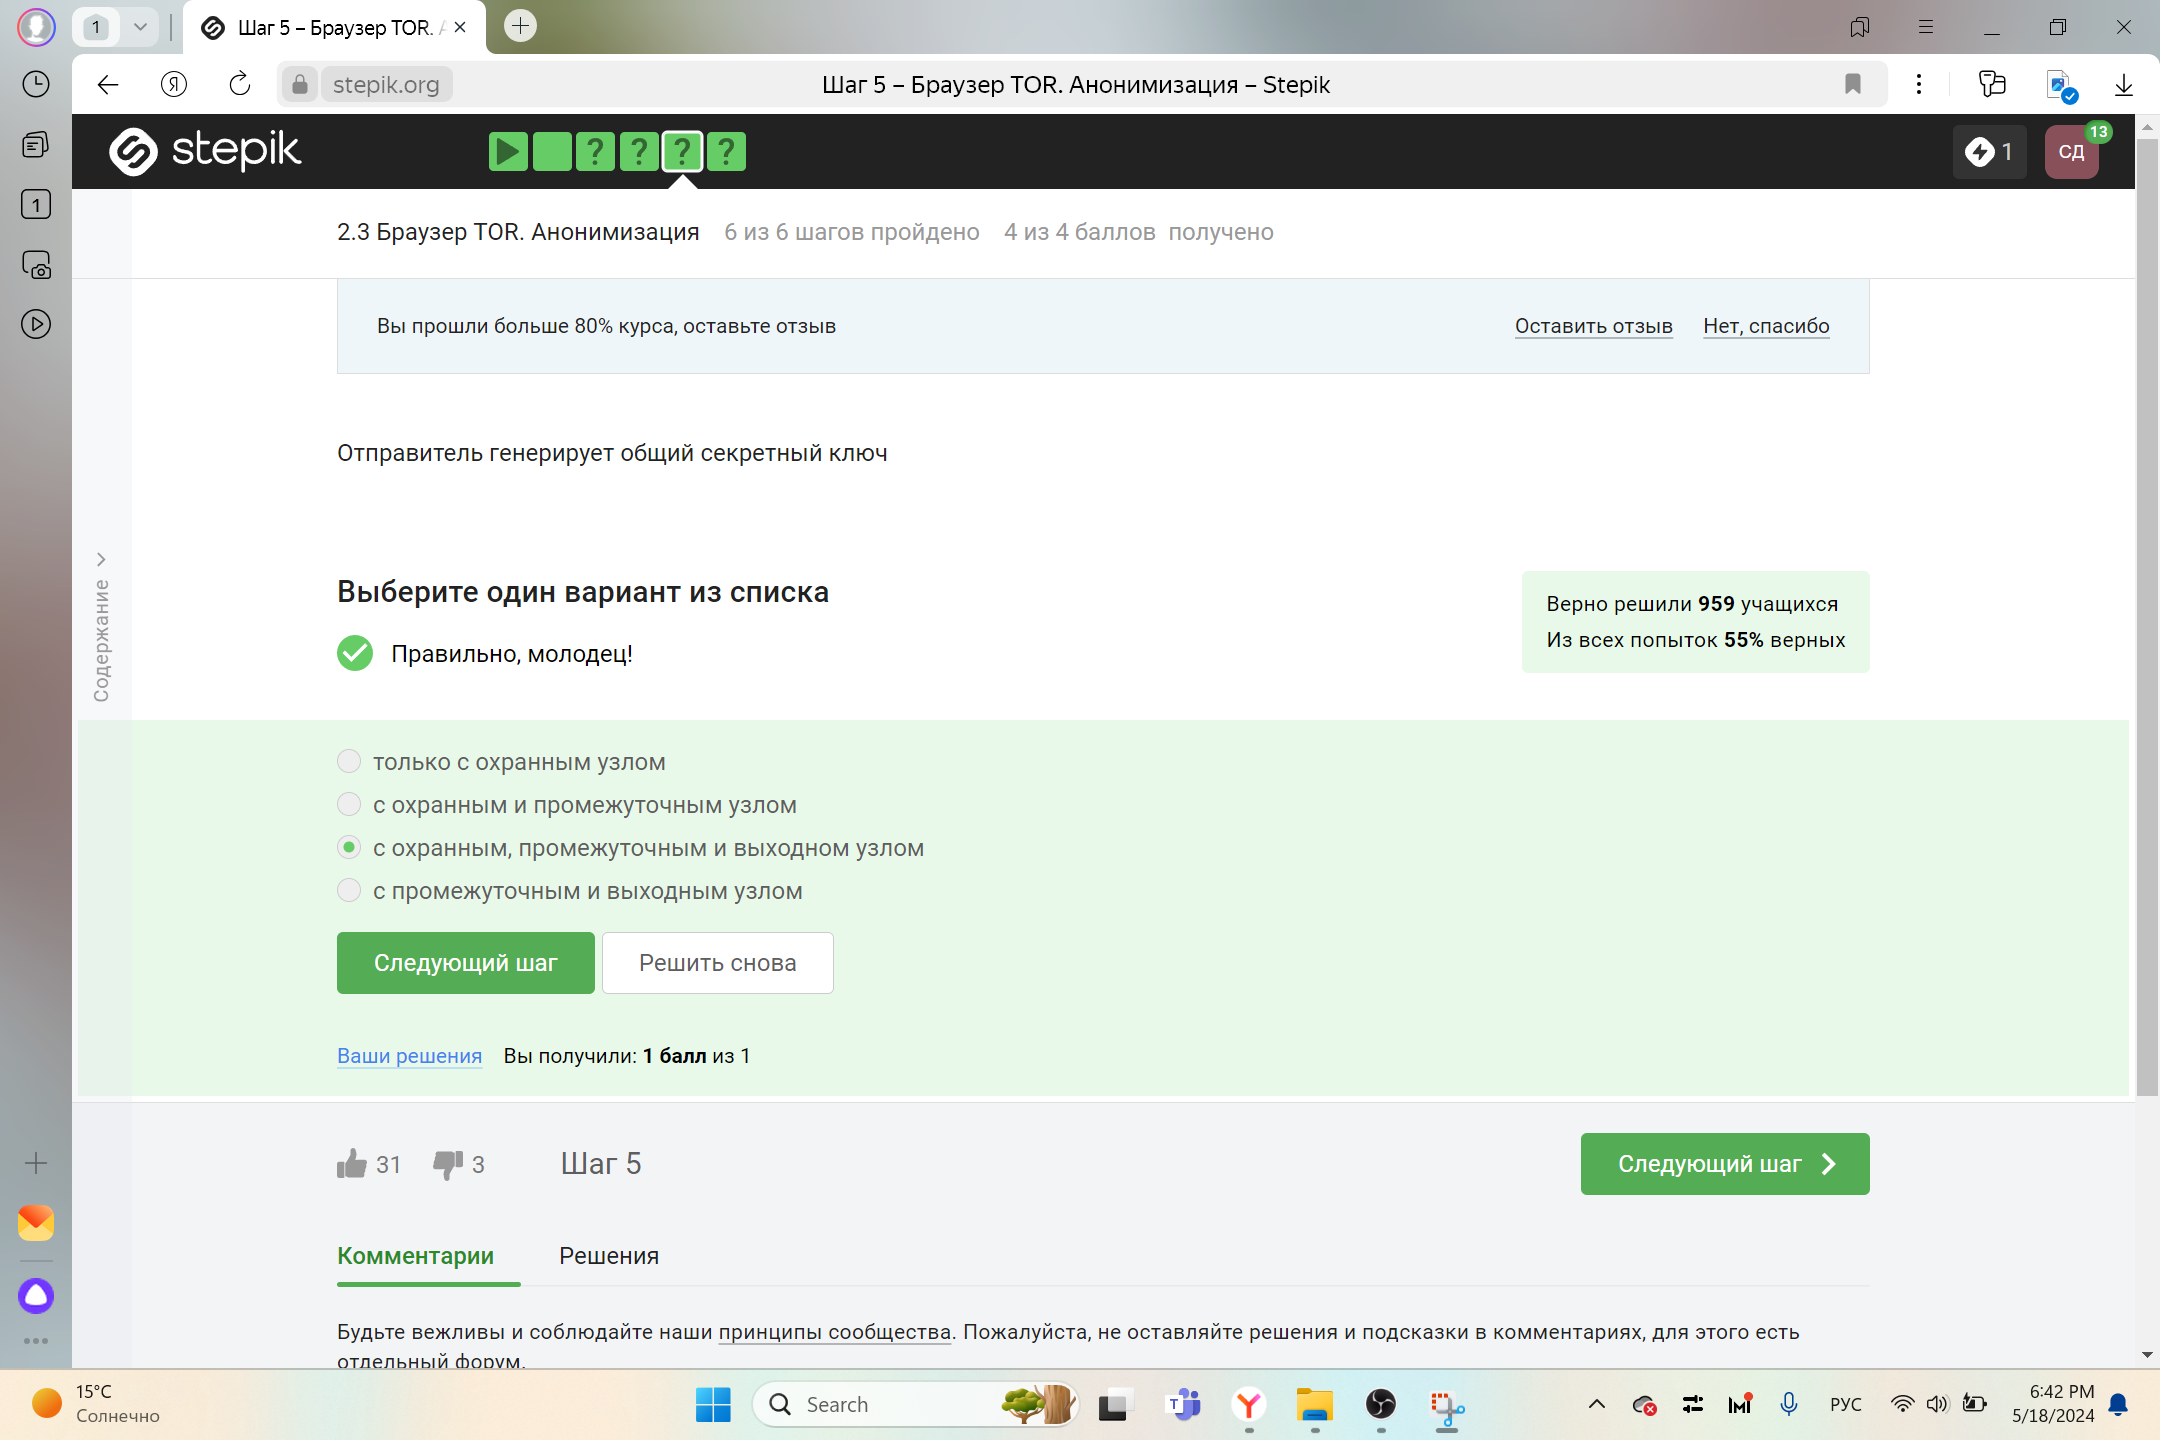 1
Шаг 5 – Браузер TOR. А
stepik.org
Шаг 5 – Браузер TOR. Анонимизация – Stepik
1
stepik
? ? ? ?
1
СД
13
2.3 Браузер TOR. Анонимизация 6 из 6 шагов пройдено 4 из 4 баллов получено
Вы прошли больше 80% курса, оставьте отзыв
Оставить отзыв Нет, спасибо
Отправитель генерирует общий секретный ключ
Содержание
Выберите один вариант из списка
Правильно, молодец!
Верно решили 959 учащихся
Из всех попыток 55% верных
только с охранным узлом
с охранным и промежуточным узлом
с охранным, промежуточным и выходном узлом
с промежуточным и выходным узлом
Следующий шаг
Решить снова
Ваши решения Вы получили: 1 балл из 1
31 3 Шаг 5
Следующий шаг
Комментарии Решения
Будьте вежливы и соблюдайте наши принципы сообщества. Пожалуйста, не оставляйте решения и подсказки в комментариях, для этого есть
отдельный форум.
15°C
Солнечно
Search
РУС
6:42 PM
5/18/2024